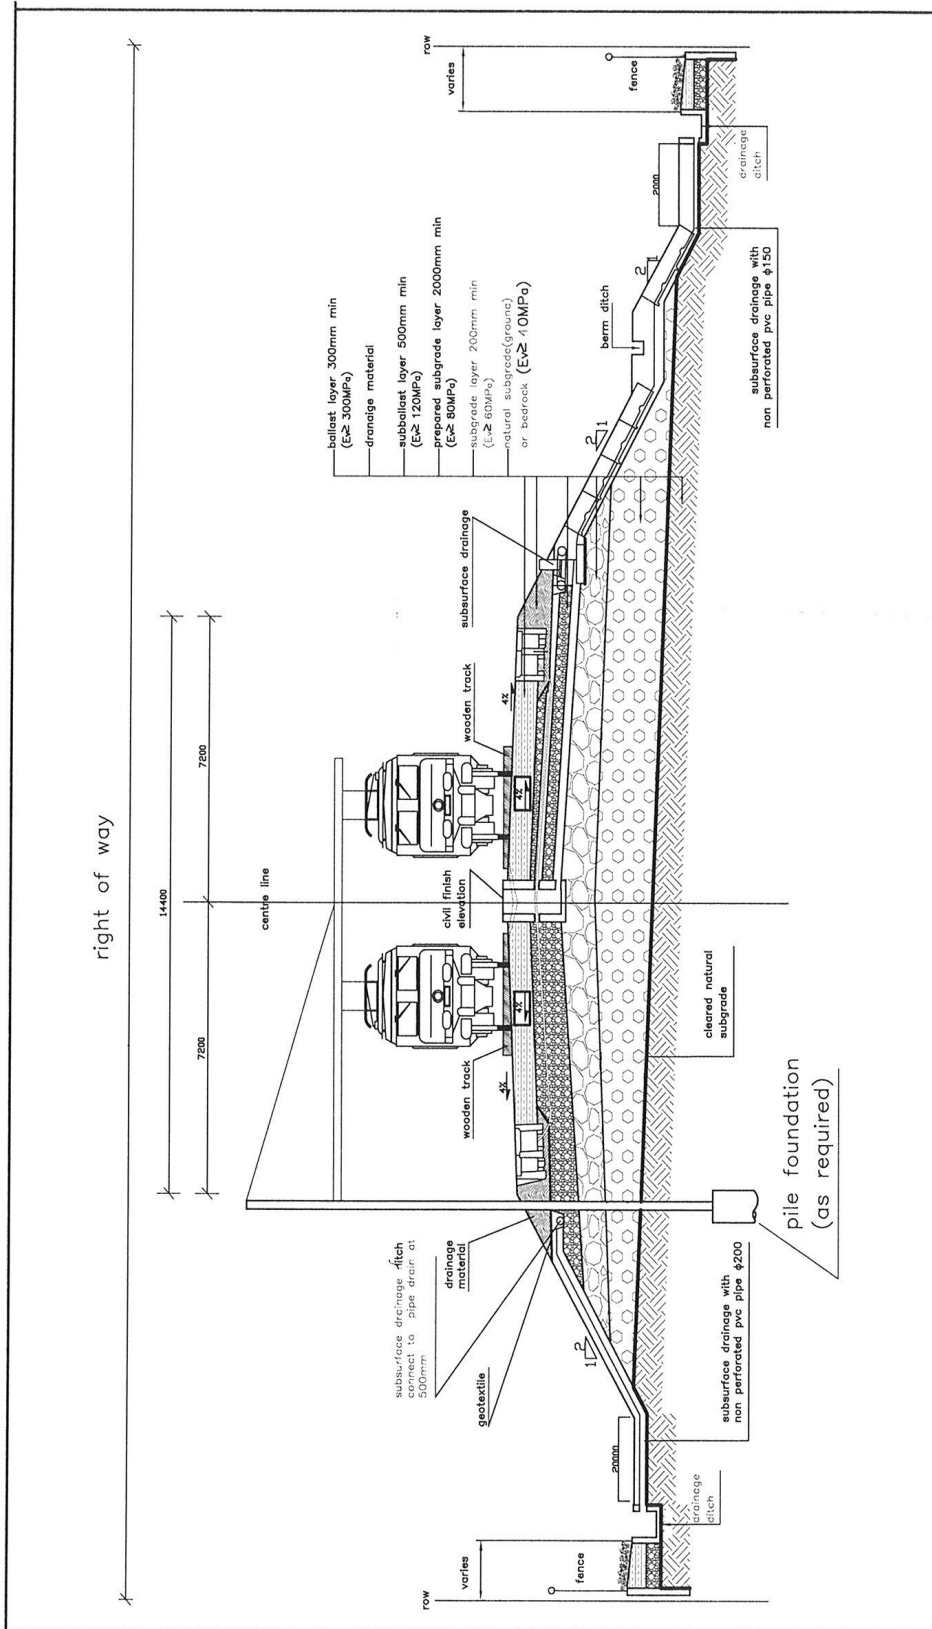 right of way
14400
7200
7200
centre line
row
varies
fence
drainage
ditch
20000
2
1
subsurface drainage with
non perforated pvc pipe ϕ200
subsurface drainage ditch
connect to pipe drain at
500mm
geotextile
drainage
material
pile foundation
(as required)
wooden track
4%
4%
civil finish
elevation
cleared natural
subgrade
4%
wooden track
4%
subsurface drainage
ballast layer 300mm min
(Ev≥ 300MPa)
dranaige material
subballast layer 500mm min
(Ev≥ 120MPa)
prepared subgrade layer 2000mm min
(Ev≥ 80MPa)
subgrade layer 200mm min
(Ev≥ 60MPa)
natural subgrade(ground)
or bedrock (Ev≥ 40MPa)
2
1
berm ditch
2
subsurface drainage with
non perforated pvc pipe ϕ150
2000
drainage
ditch
varies
fence
row